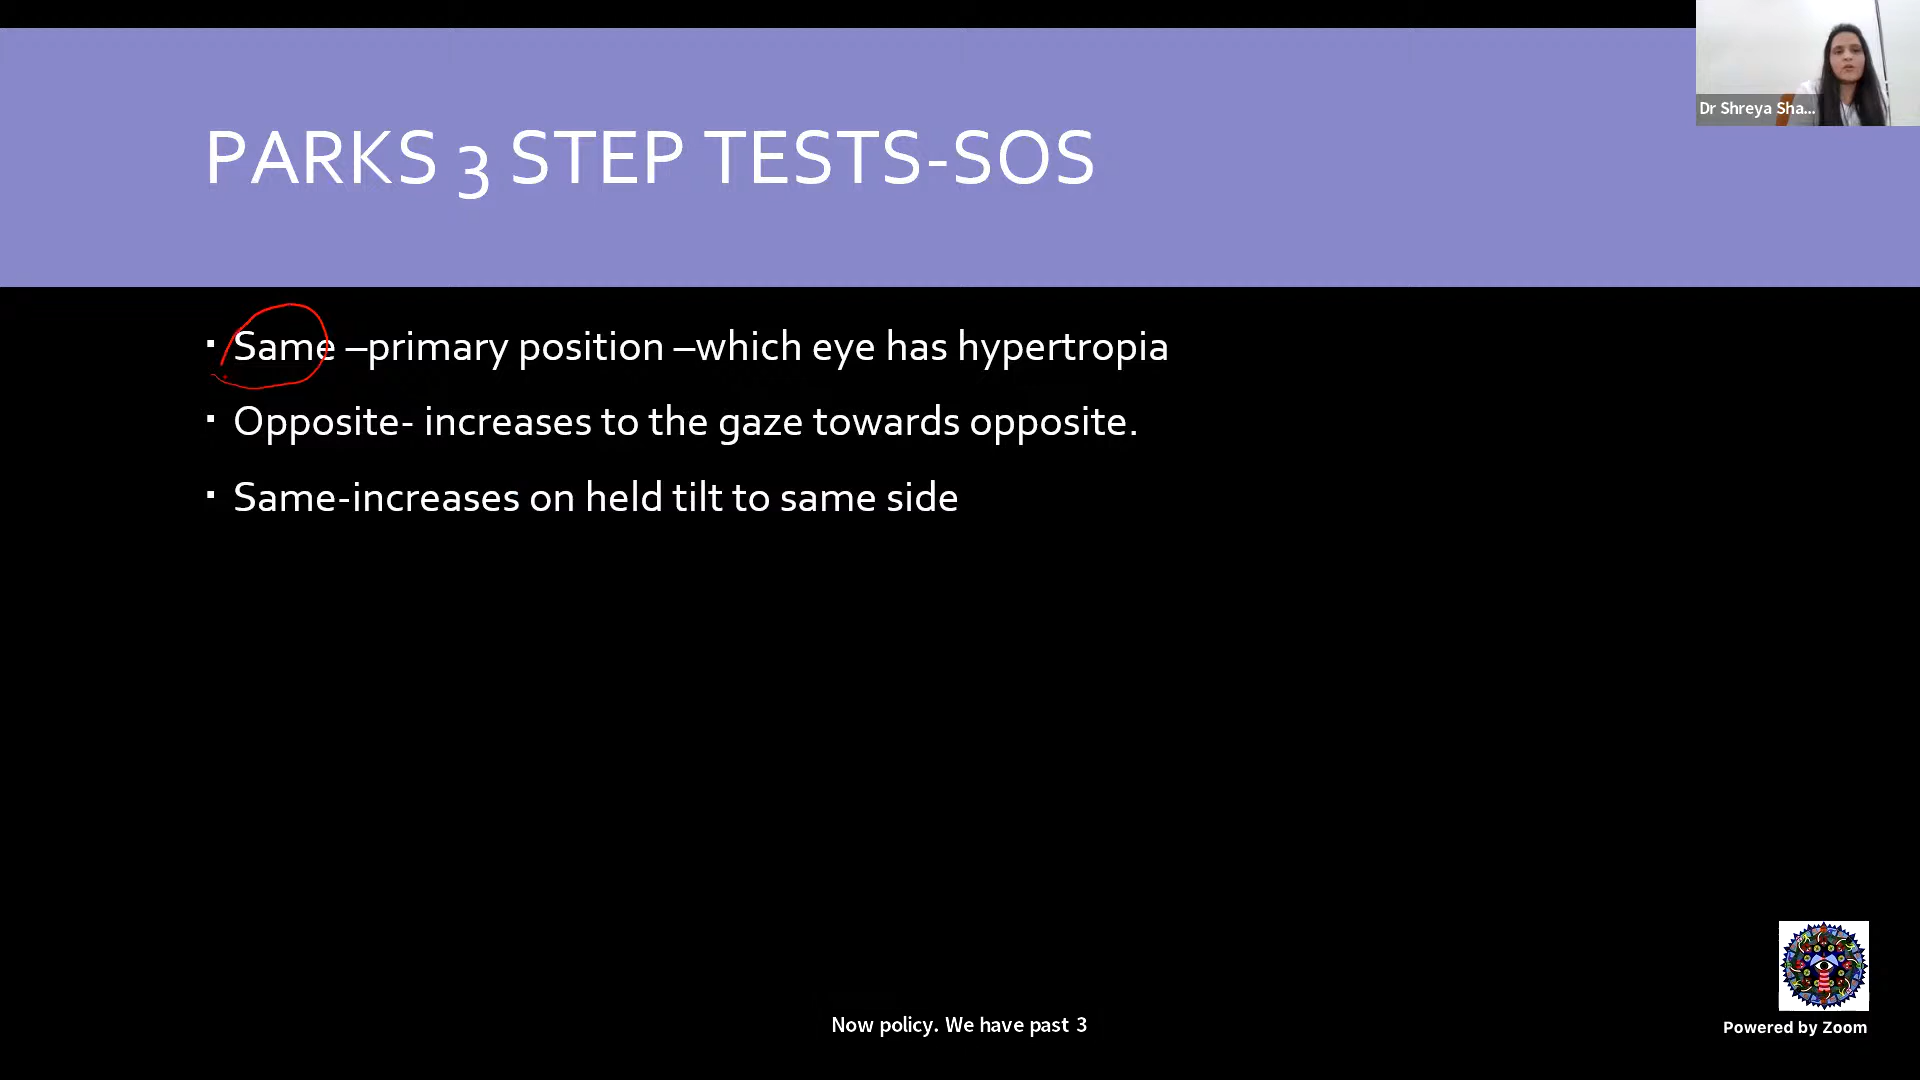 Dr Shreya Sha...
PARKS 3 STEP TESTS-SOS
▪ Same –primary position –which eye has hypertropia
▪ Opposite- increases to the gaze towards opposite.
▪ Same-increases on held tilt to same side
Now policy. We have past 3
Powered by Zoom